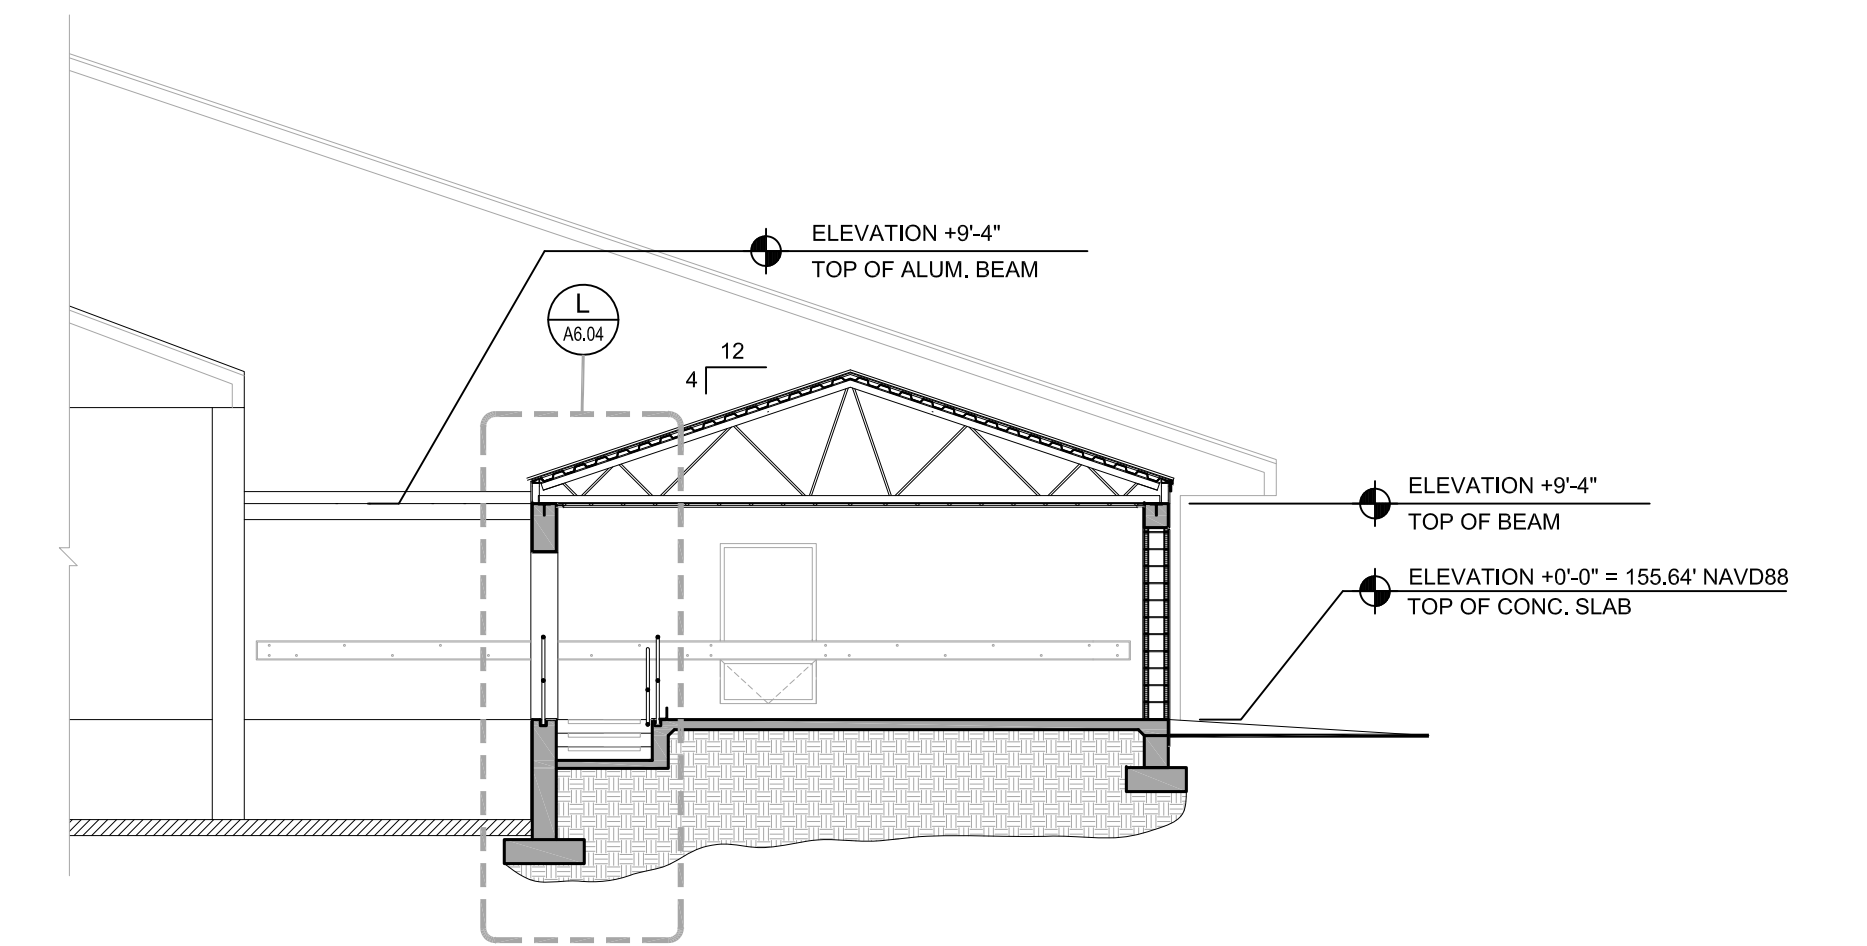 ELEVATION +9'-4"
TOP OF ALUM. BEAM
L
A6.04
12
4
ELEVATION +9'-4"
TOP OF BEAM
ELEVATION +0'-0" = 155.64' NAVD88
TOP OF CONC. SLAB